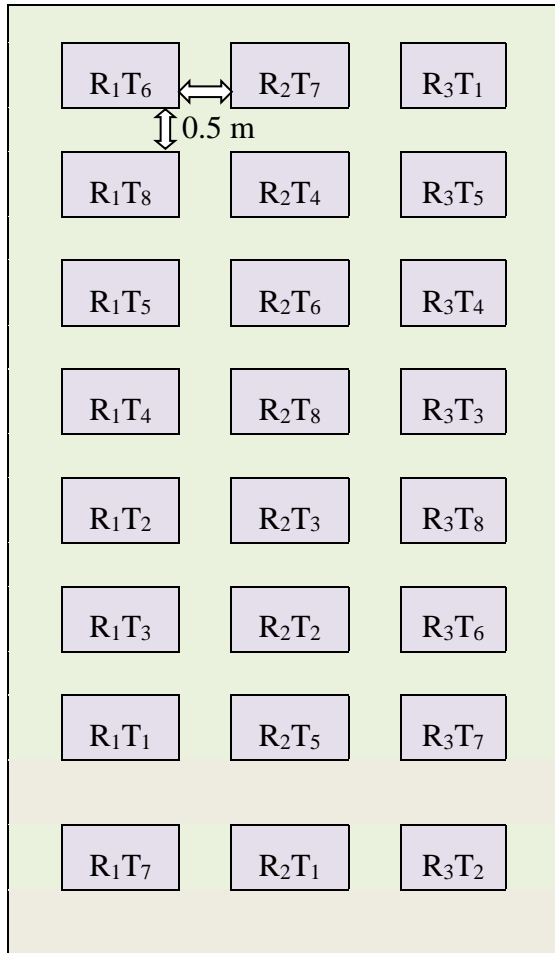 R₁T₆ R₂T₇ R₃T₁
0.5 m
R₁T₈ R₂T₄ R₃T₅
R₁T₅ R₂T₆ R₃T₄
R₁T₄ R₂T₈ R₃T₃
R₁T₂ R₂T₃ R₃T₈
R₁T₃ R₂T₂ R₃T₆
R₁T₁ R₂T₅ R₃T₇
R₁T₇ R₂T₁ R₃T₂